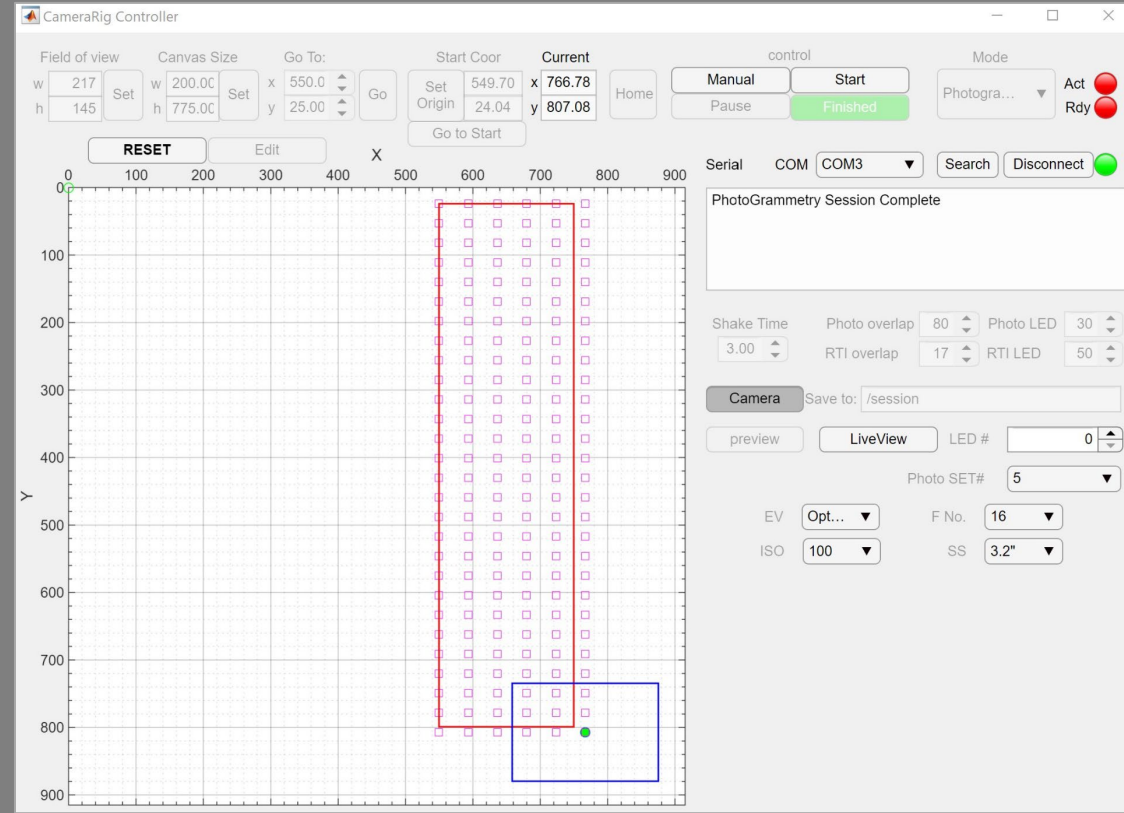 CameraRig Controller
Field of view Canvas Size Go To: Start Coor Current control Mode
w 217 Set w 200.00 Set x 550.0 Go Set Origin 549.70 x 766.78 Home Manual Start Photogra... Act
h 145 h 775.00 y 25.00 24.04 y 807.08 Pause Finished Rdy
Go to Start
RESET Edit X
Serial COM COM3 Search Disconnect
0 100 200 300 400 500 600 700 800 900
PhotoGrammetry Session Complete
0
100
200
300
400
500
600
700
800
900
Y
Shake Time Photo overlap 80 Photo LED 30
3.00 RTI overlap 17 RTI LED 50
Camera Save to: /session
preview LiveView LED # 0
Photo SET# 5
EV Opt... F No. 16
ISO 100 SS 3.2"